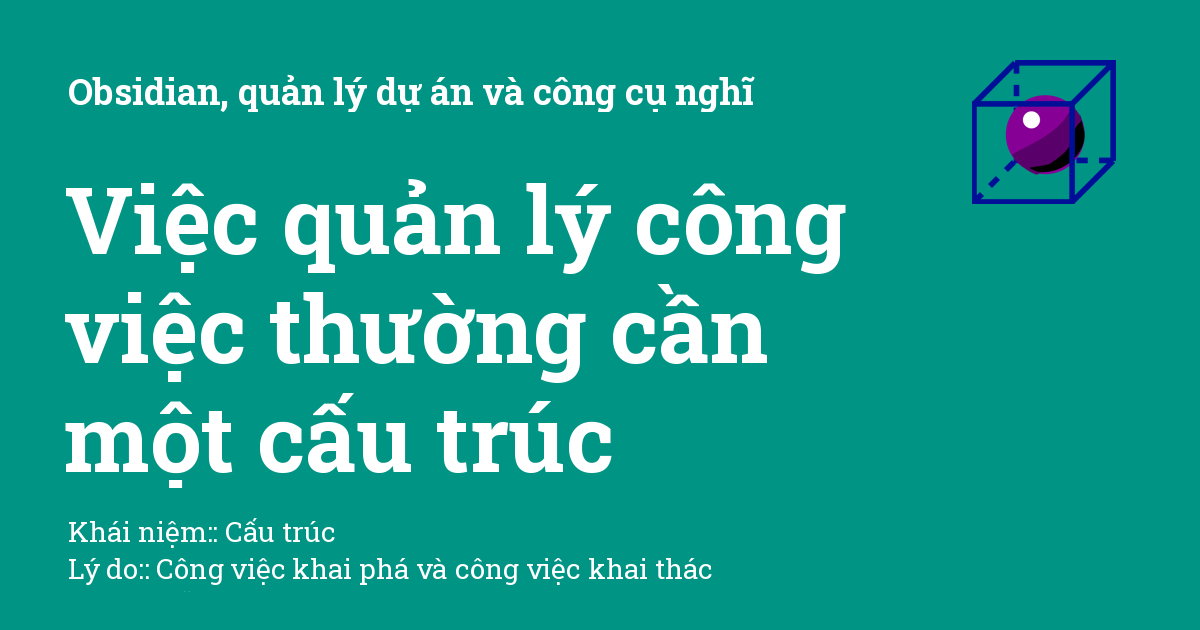 Obsidian, quản lý dự án và công cụ nghĩ
Việc quản lý công
việc thường cần
một cấu trúc
Khái niệm:: Cấu trúc
Lý do:: Công việc khai phá và công việc khai thác